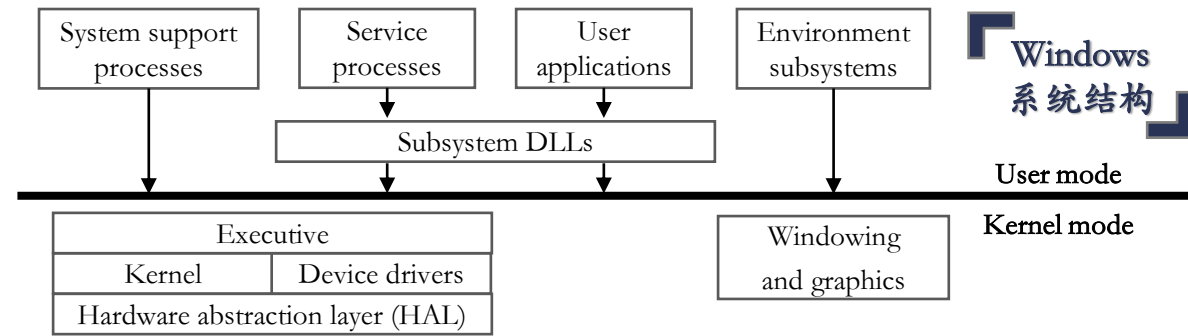 System support
processes
Service
processes
User
applications
Environment
subsystems
Windows
系统结构
Subsystem DLLs
User mode
Kernel mode
Executive
Kernel
Device drivers
Hardware abstraction layer (HAL)
Windowing
and graphics